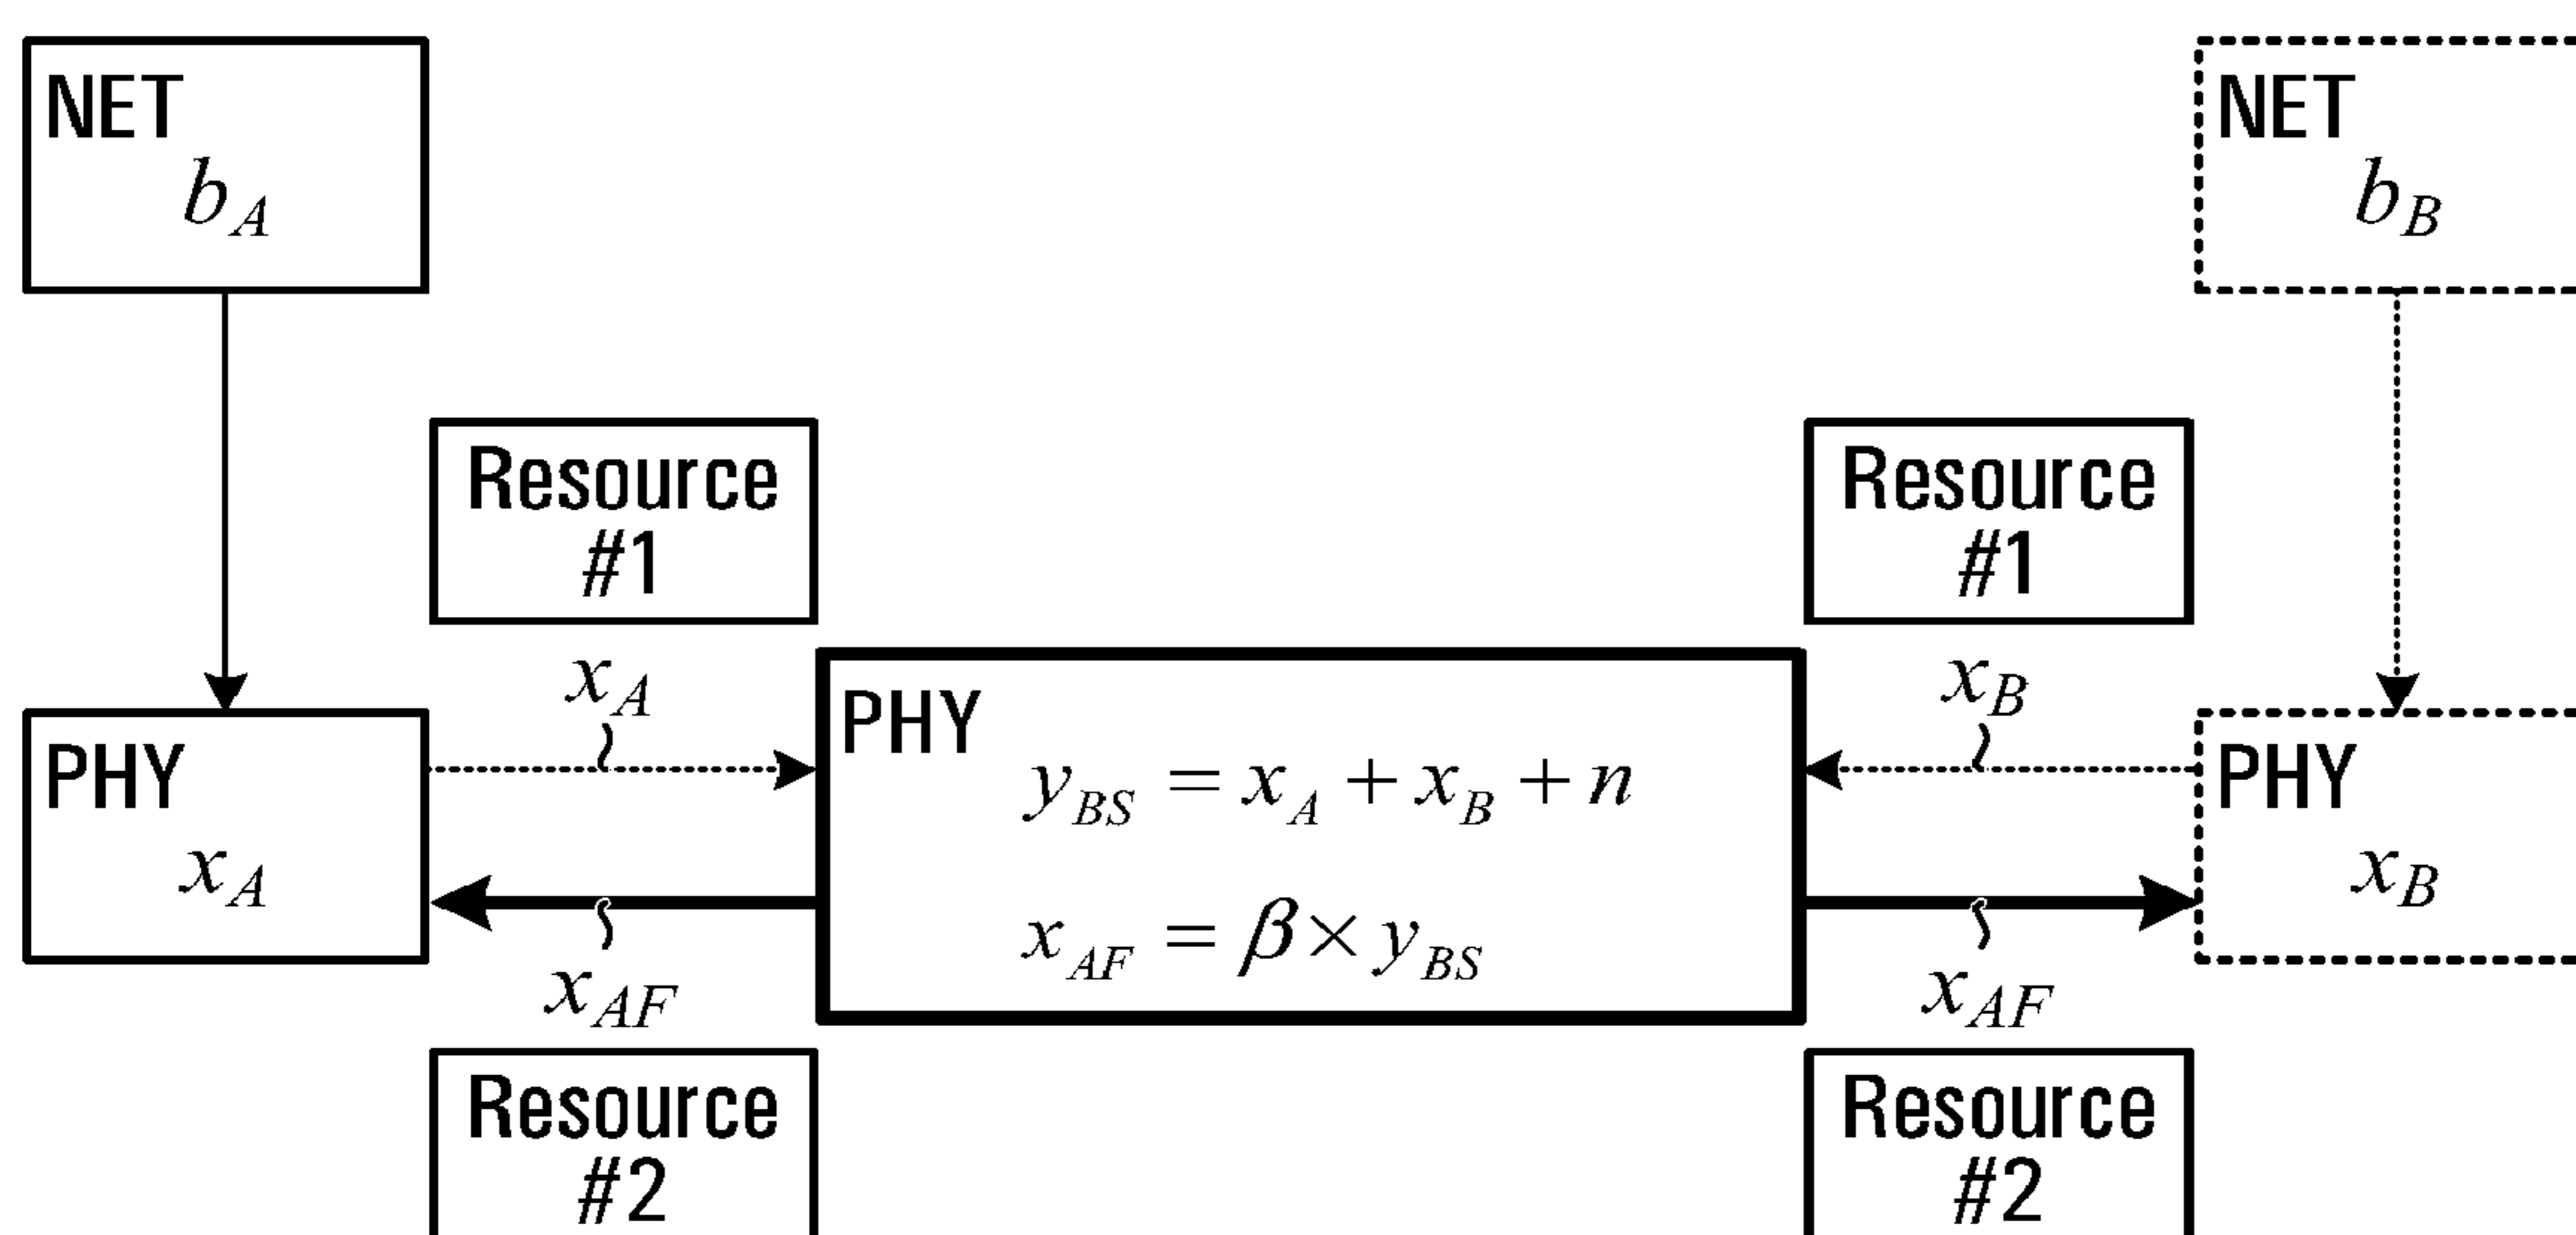 NET
b_A
NET
b_B
Resource
#1
Resource
#1
x_A
x_B
PHY
x_A
PHY
y_BS = x_A + x_B + n
x_AF = β × y_BS
PHY
x_B
x_AF
x_AF
Resource
#2
Resource
#2